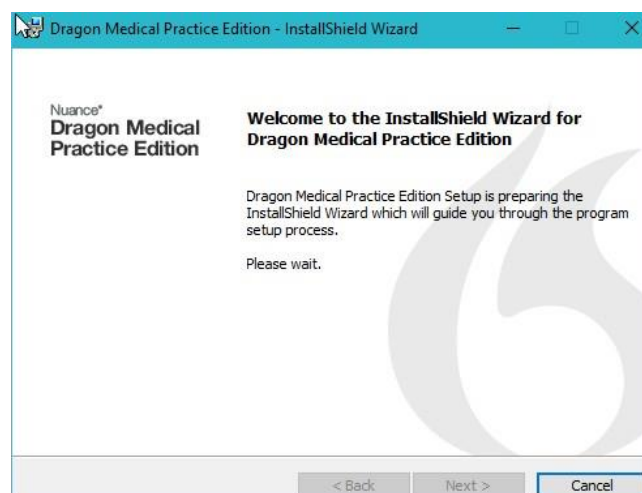 Dragon Medical Practice Edition - InstallShield Wizard
Nuance®
Dragon Medical
Practice Edition
Welcome to the InstallShield Wizard for
Dragon Medical Practice Edition
Dragon Medical Practice Edition Setup is preparing the
InstallShield Wizard which will guide you through the program
setup process.
Please wait.
< Back
Next >
Cancel